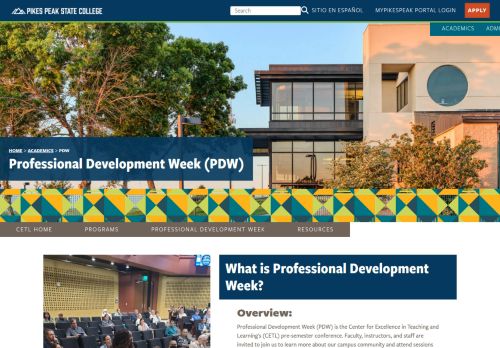 PIKES PEAK STATE COLLEGE
Search
SITIO EN ESPAÑOL
MYPIKESPEAK PORTAL LOGIN
APPLY
ACADEMICS
ADMI
HOME > ACADEMICS > PDW
Professional Development Week (PDW)
CETL HOME
PROGRAMS
PROFESSIONAL DEVELOPMENT WEEK
RESOURCES
What is Professional Development
Week?
Overview:
Professional Development Week (PDW) is the Center for Excellence in Teaching and
Learning's (CETL) pre-semester conference. Faculty, instructors, and staff are
invited to join us to learn more about our campus community and attend sessions